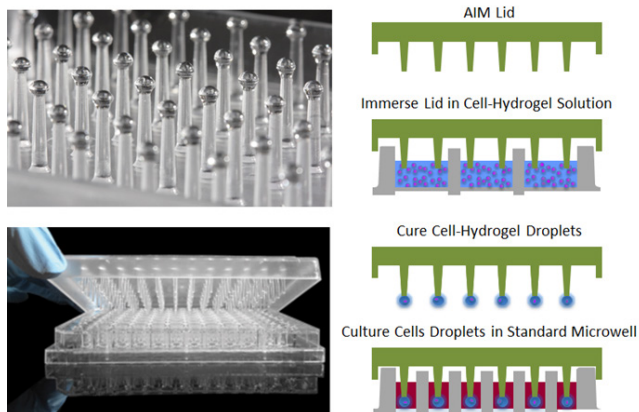 AIM Lid
Immerse Lid in Cell-Hydrogel Solution
Cure Cell-Hydrogel Droplets
Culture Cells Droplets in Standard Microwell